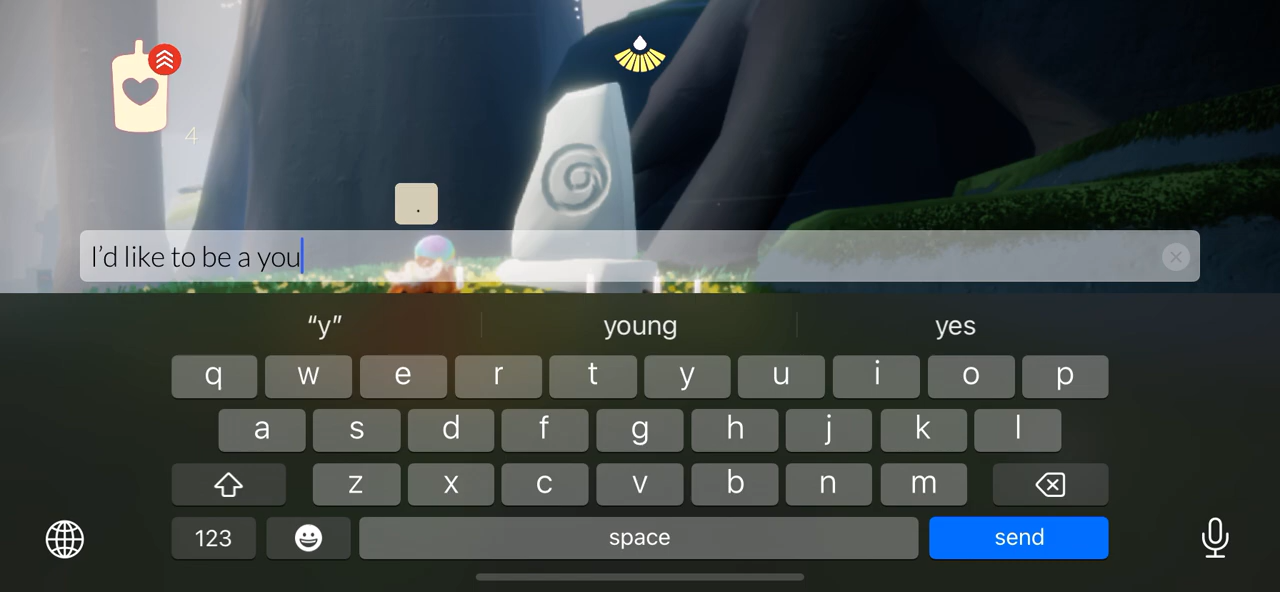 4
.
I’d like to be a you
“y” young yes
q w e r t y u i o p
a s d f g h j k l
z x c v b n m
123 space send